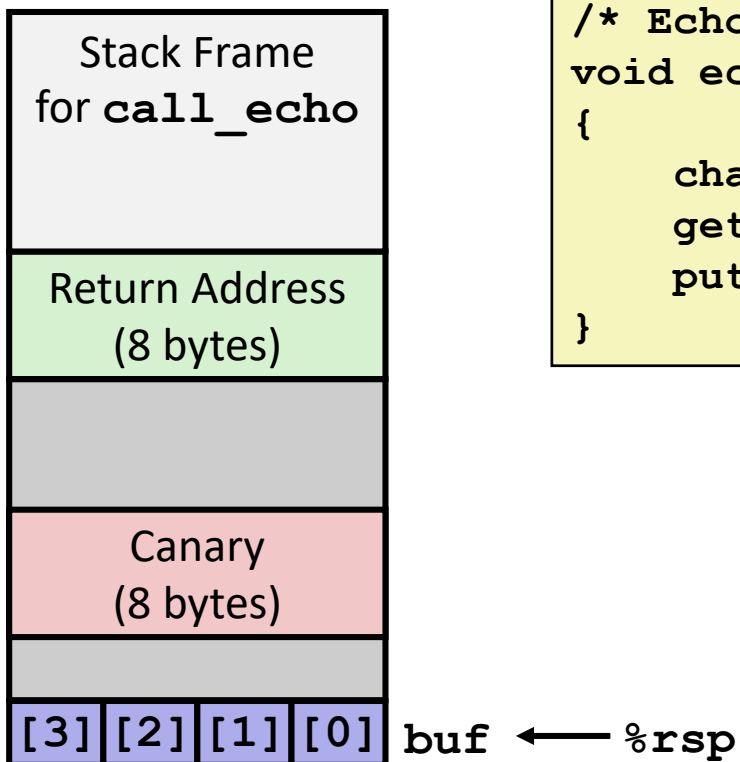 Stack Frame
for call_echo
Return Address
(8 bytes)
Canary
(8 bytes)
[3] [2] [1] [0] buf ← %rsp
/* Echo
void ec
{
cha
get
put
}